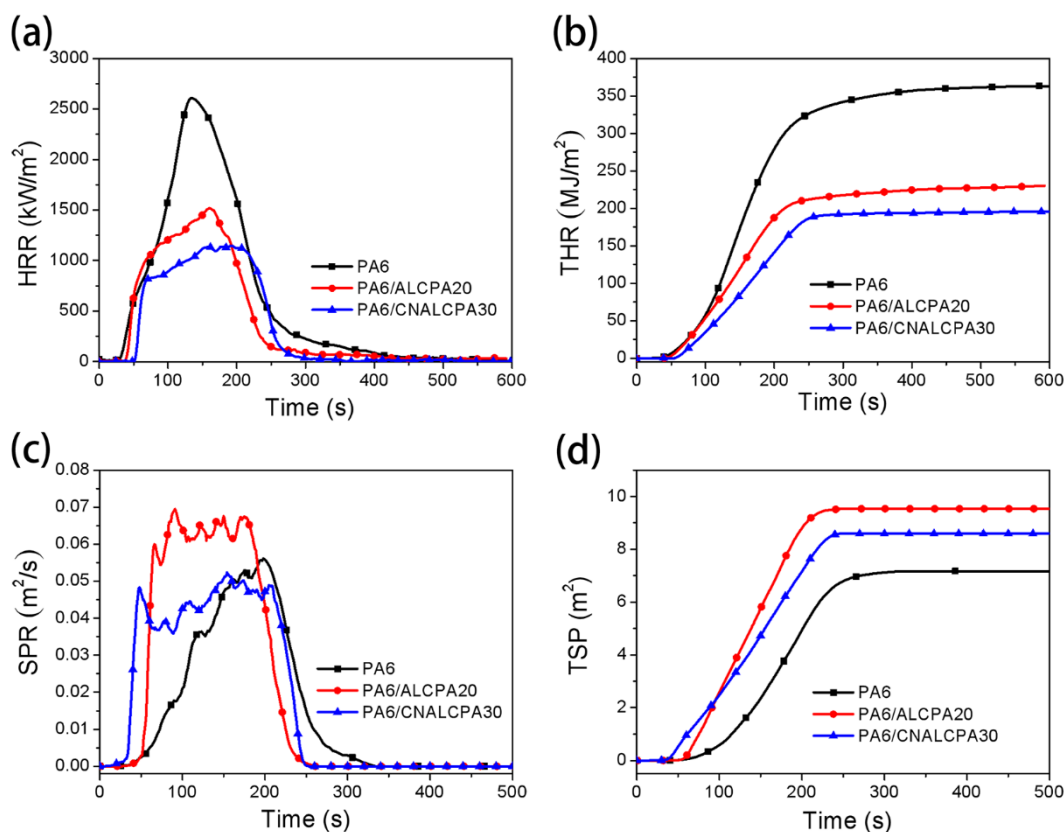 (a)
3000
2500
2000
1500
1000
500
0
HRR (kW/m²)
PA6
PA6/ALCPA20
PA6/CNALCPA30
0 100 200 300 400 500 600
Time (s)
(b)
400
350
300
250
200
150
100
50
0
THR (MJ/m²)
PA6
PA6/ALCPA20
PA6/CNALCPA30
0 100 200 300 400 500 600
Time (s)
(c)
0.08
0.07
0.06
0.05
0.04
0.03
0.02
0.01
0.00
SPR (m²/s)
PA6
PA6/ALCPA20
PA6/CNALCPA30
0 100 200 300 400 500
Time (s)
(d)
10
8
6
4
2
0
TSP (m²)
PA6
PA6/ALCPA20
PA6/CNALCPA30
0 100 200 300 400 500
Time (s)